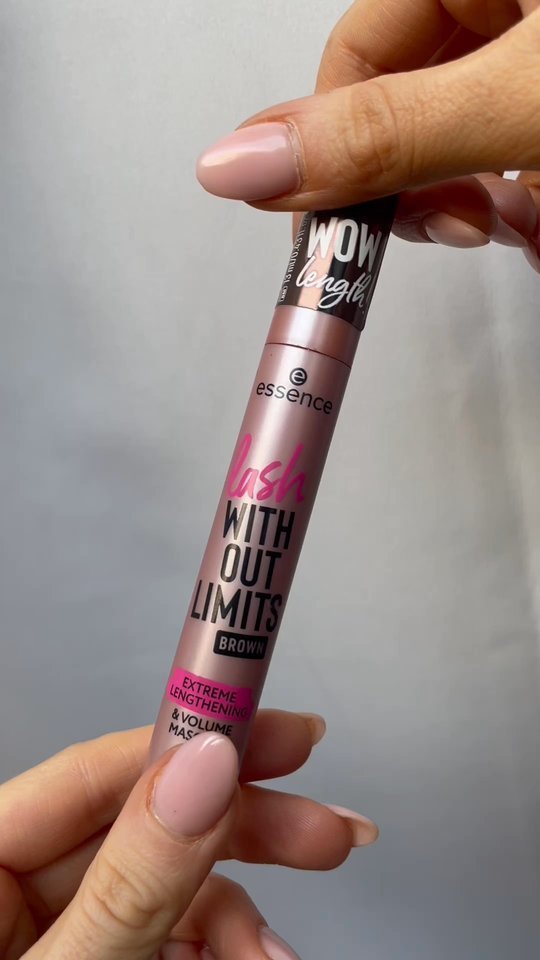 WOW
length
essence
lash
WITH
OUT
LIMITS
BROWN
EXTREME
LENGTHENING
& VOLUME